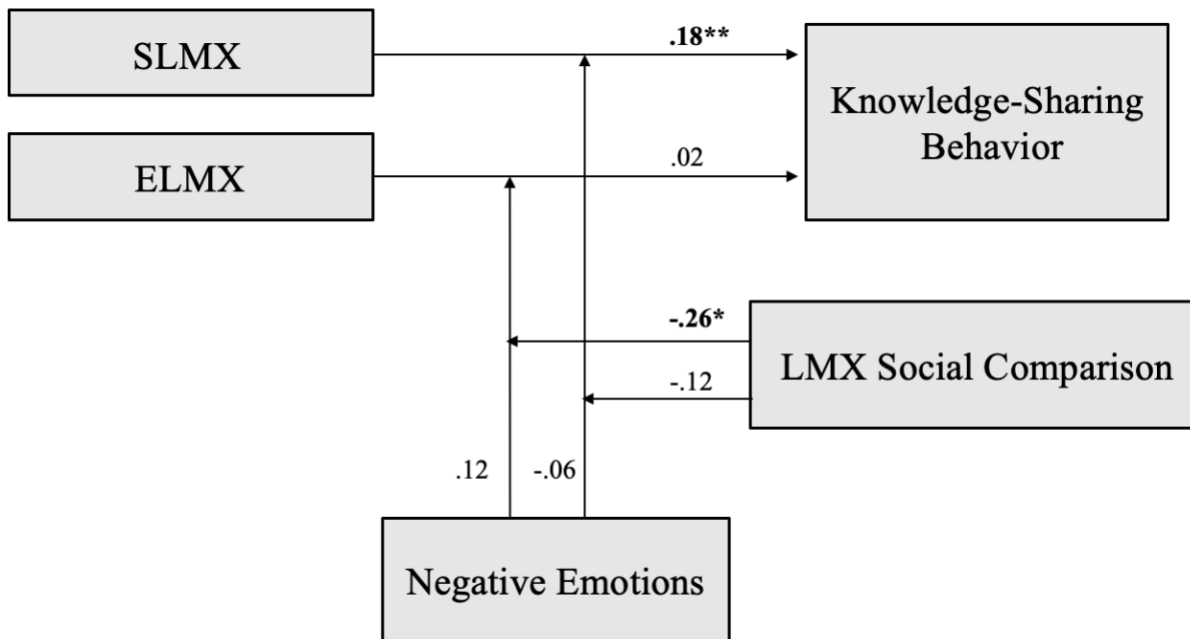 SLMX
.18**
Knowledge-Sharing
Behavior
ELMX
.02
-.26*
LMX Social Comparison
-.12
.12
-.06
Negative Emotions